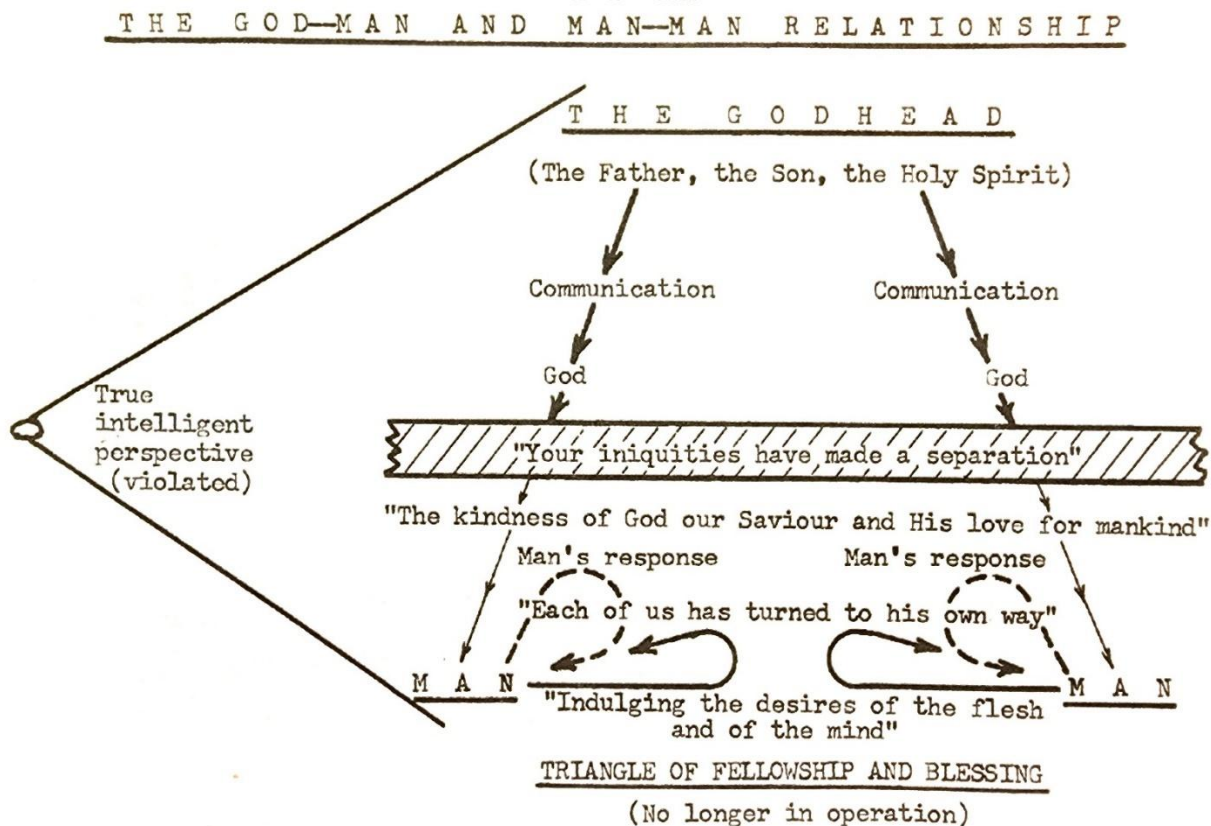 THE GOD—MAN AND MAN—MAN RELATIONSHIP
THE GODHEAD
(The Father, the Son, the Holy Spirit)
Communication Communication
God God
True
intelligent
perspective
(violated)
"Your iniquities have made a separation"
"The kindness of God our Saviour and His love for mankind"
Man's response Man's response
"Each of us has turned to his own way"
MAN MAN
"Indulging the desires of the flesh
and of the mind"
TRIANGLE OF FELLOWSHIP AND BLESSING
(No longer in operation)